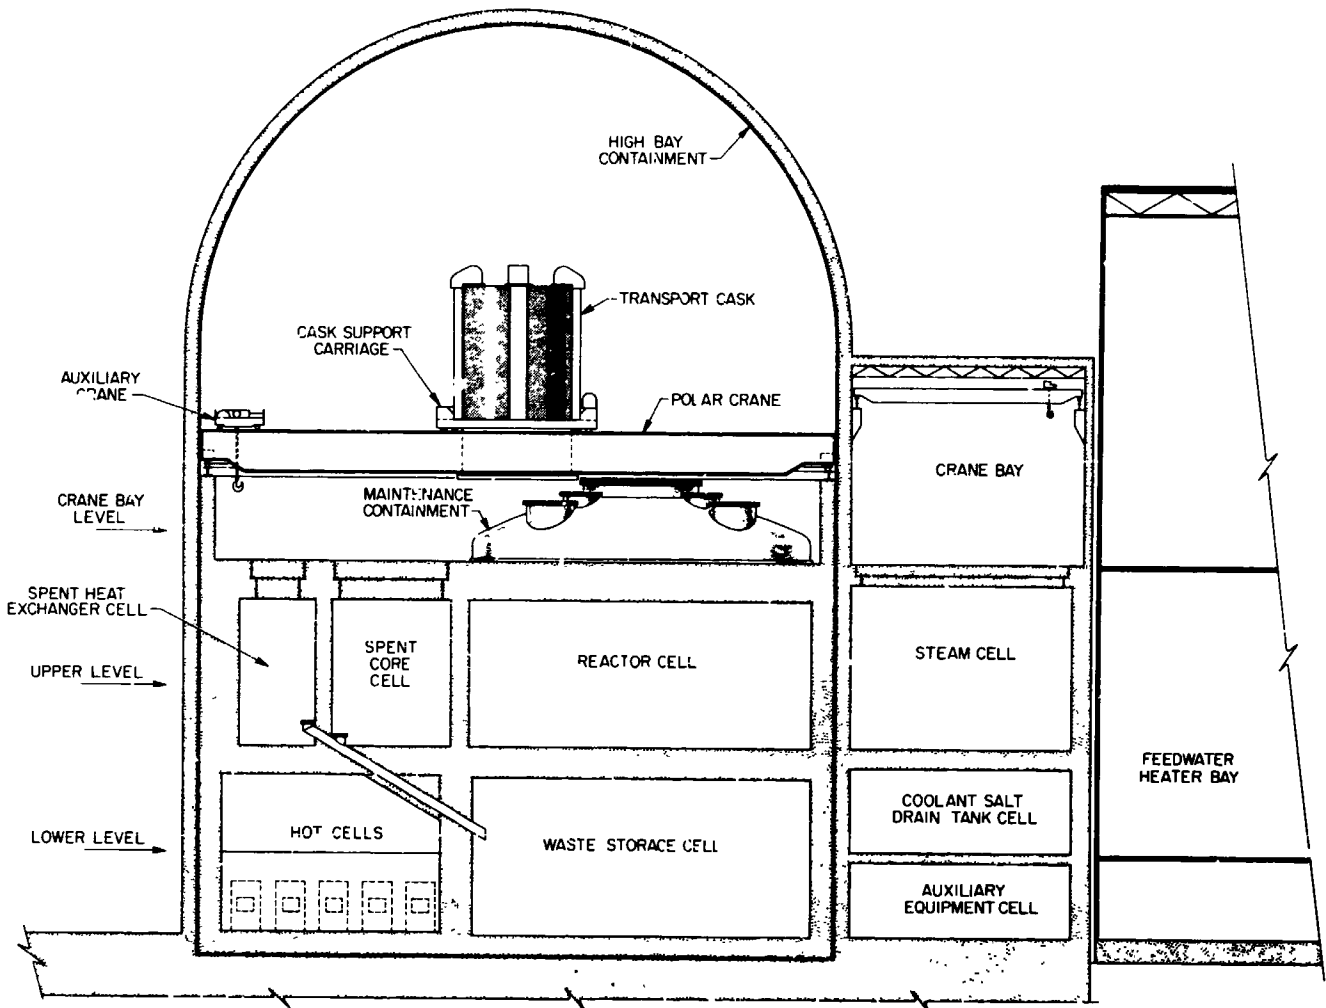 HIGH BAY
CONTAINMENT
TRANSPORT CASK
CASK SUPPORT
CARRIAGE
AUXILIARY
CRANE
POLAR CRANE
CRANE BAY
MAINTENANCE
CONTAINMENT
CRANE BAY
LEVEL
SPENT HEAT
EXCHANGER CELL
SPENT
CORE
CELL
REACTOR CELL
STEAM CELL
UPPER LEVEL
FEEDWATER
HEATER BAY
COOLANT SALT
DRAIN TANK CELL
HOT CELLS
LOWER LEVEL
WASTE STORAGE CELL
AUXILIARY
EQUIPMENT CELL